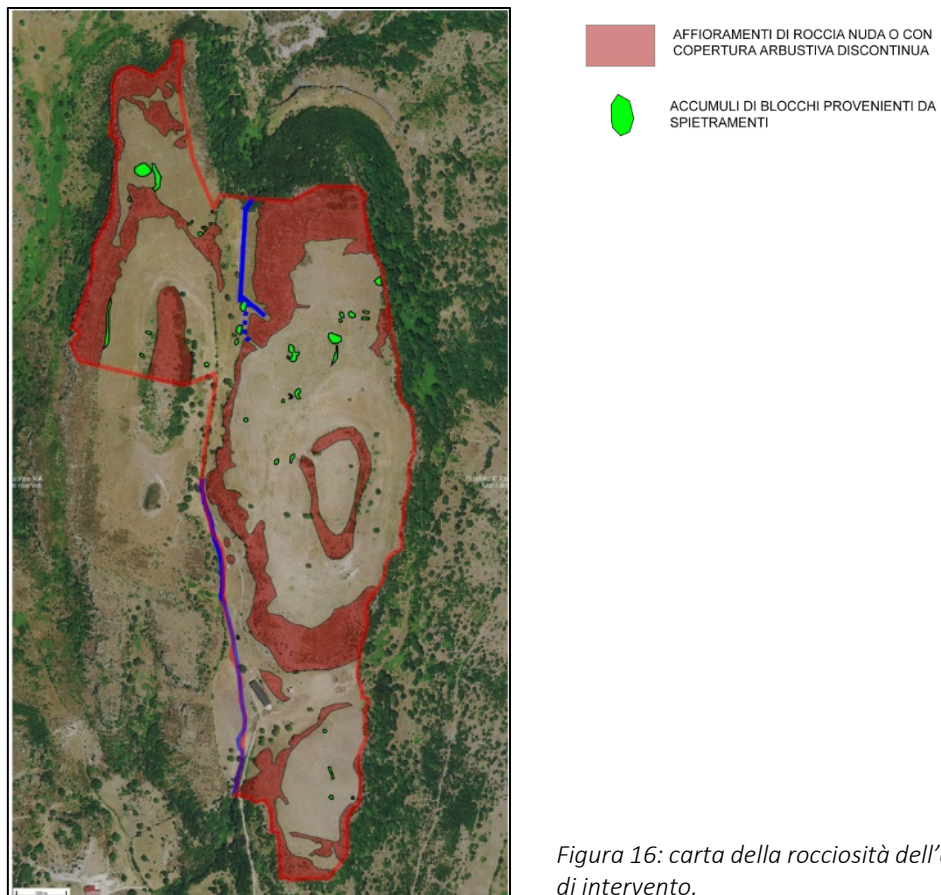 AFFIORAMENTI DI ROCCIA NUDA O CON
COPERTURA ARBUSTIVA DISCONTINUA
ACCUMULI DI BLOCCHI PROVENIENTI DA
SPIETRAMENTI
Figura 16: carta della rocciosità dell'
di intervento.